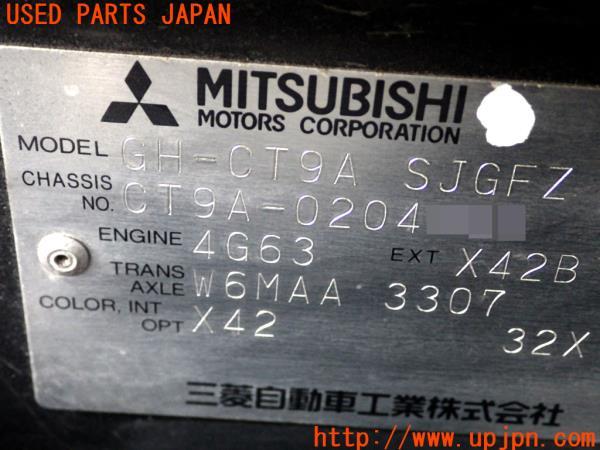 USED PARTS JAPAN
MITSUBISHI
MOTORS CORPORATION
MODEL GH-CT9A SJGFZ
CHASSIS NO. CT9A-0204
ENGINE 4G63 EXT X42B
TRANS AXLE W6MAA 3307
COLOR, INT OPT X42 32X
三菱自動車工業株式会社
http://www.upjpn.com